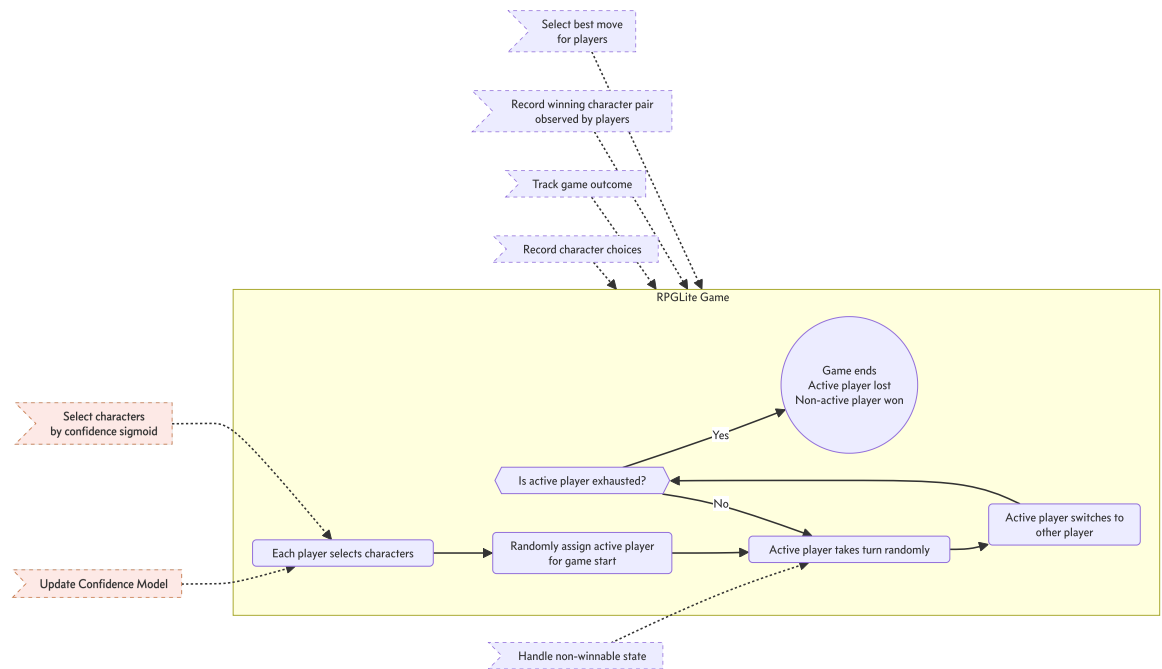 Select best move
for players
Record winning character pair
observed by players
Track game outcome
Record character choices
RPGLite Game
Game ends
Active player lost
Non-active player won
Select characters
by confidence sigmoid
Yes
Is active player exhausted?
No
Active player switches to
other player
Each player selects characters
Randomly assign active player
for game start
Active player takes turn randomly
Update Confidence Model
Handle non-winnable state